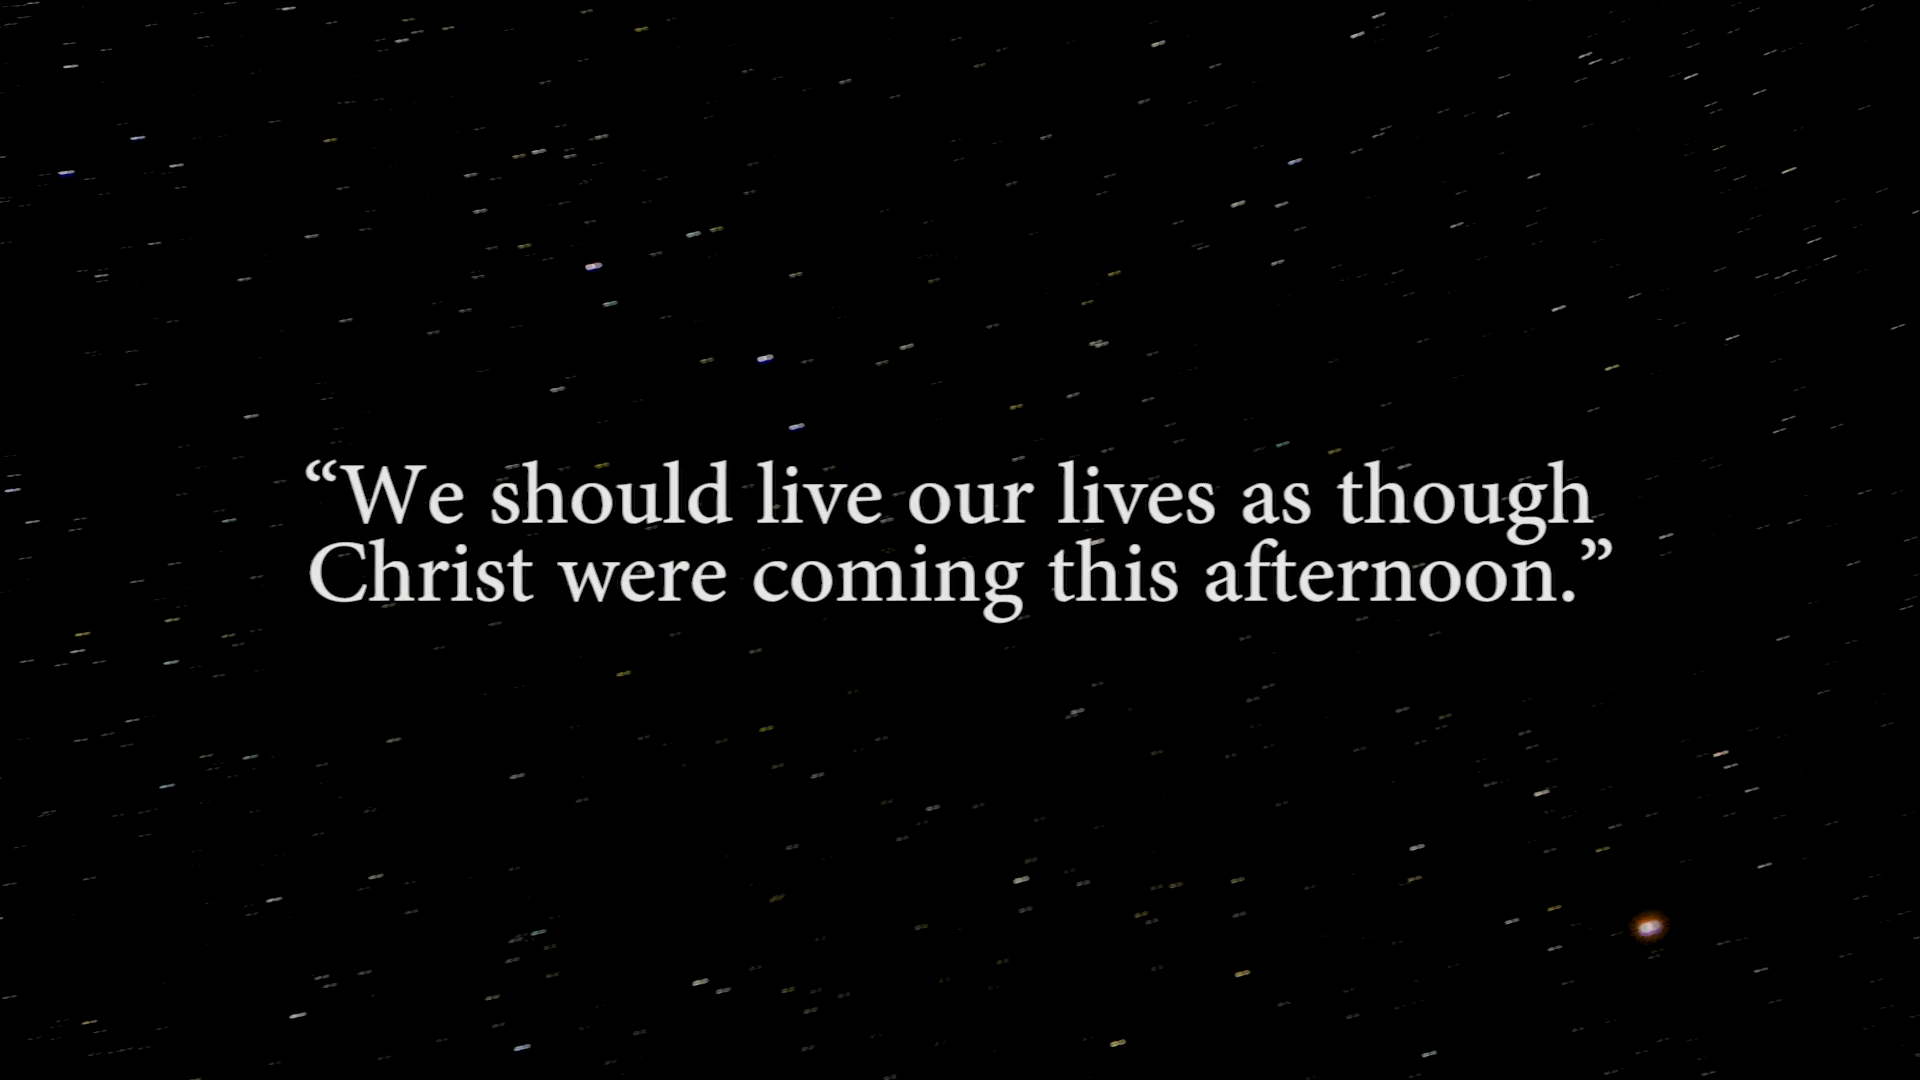 “We should live our lives as though
Christ were coming this afternoon.”